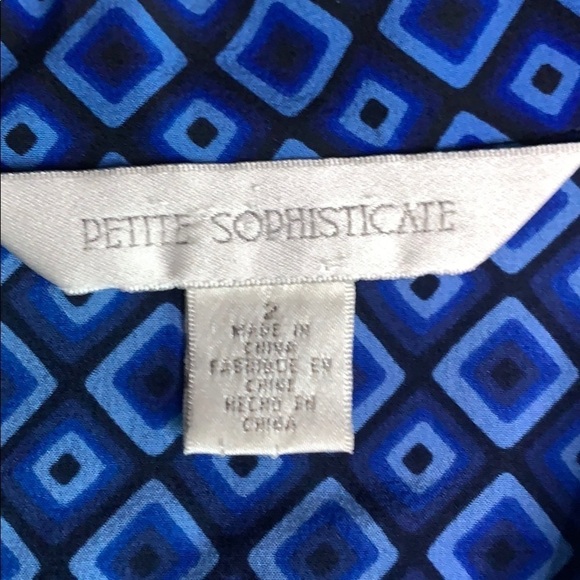 PETITE SOPHISTICATE
2
MADE IN
CHINA
FABRIQUE EN
CHINE
HECHO EN
CHINA